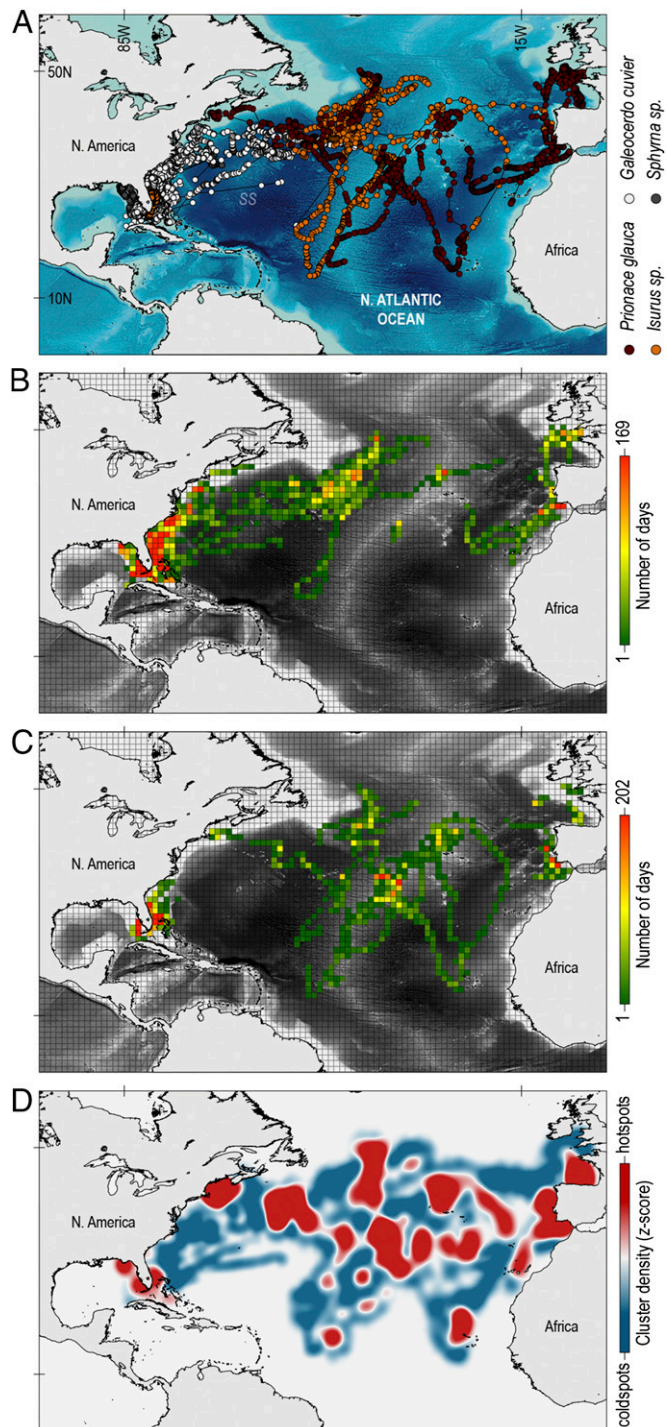 A
85W
15W
50N
N. America
SS
10N
Africa
N. ATLANTIC
OCEAN
Prionace glauca
Isurus sp.
Galeocerdo cuvier
Sphyrna sp.
B
N. America
Africa
1
169
Number of days
C
N. America
Africa
1
202
Number of days
D
N. America
Africa
coldspots
hotspots
Cluster density (z-score)